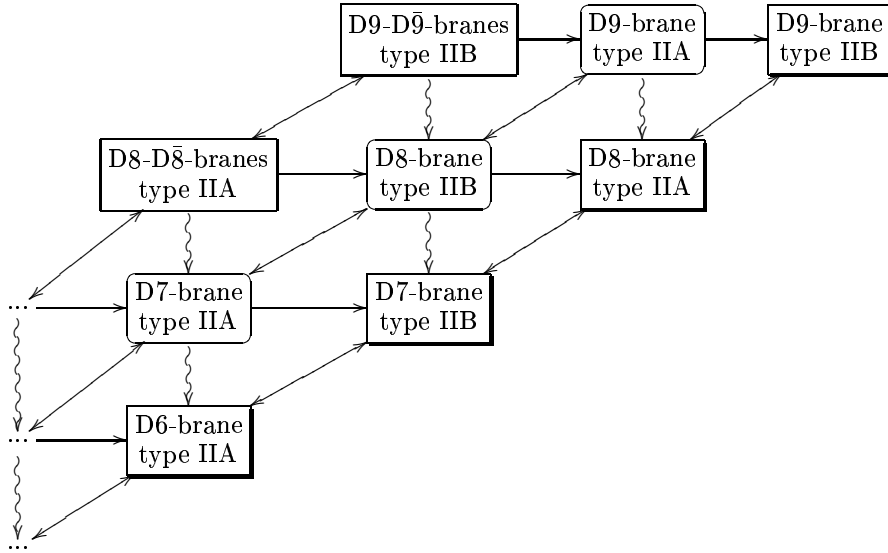 D9-D9̄-branes
type IIB
D9-brane
type IIA
D9-brane
type IIB
D8-D8̄-branes
type IIA
D8-brane
type IIB
D8-brane
type IIA
...
D7-brane
type IIA
D7-brane
type IIB
...
D6-brane
type IIA
...